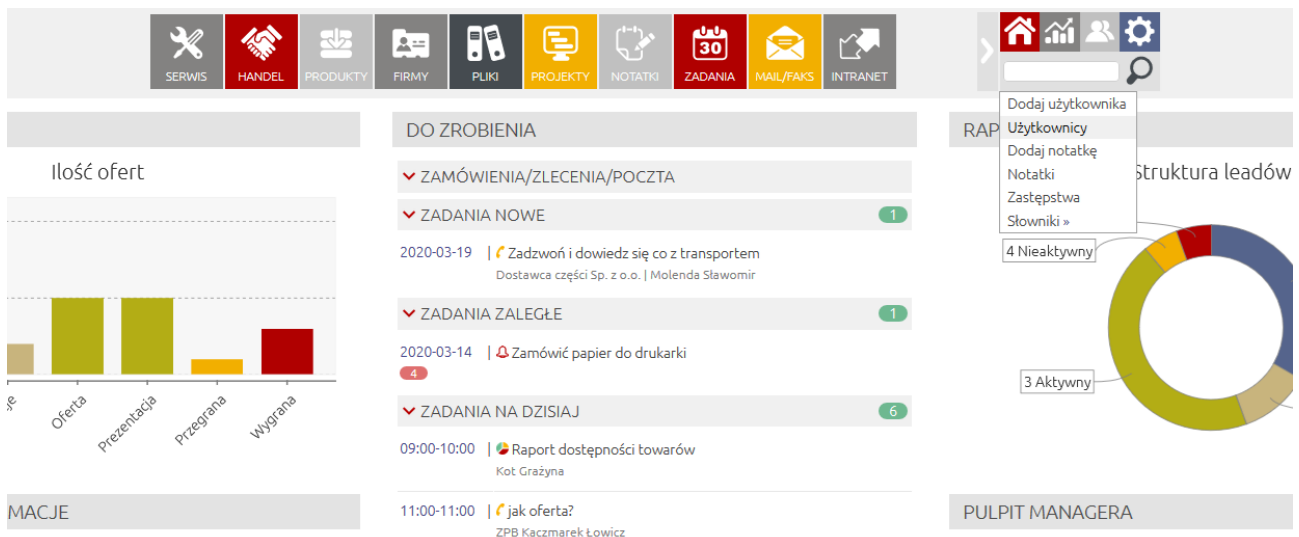 SERWIS
HANDEL
PRODUKTY
FIRMY
PLIKI
PROJEKTY
NOTATKI
30
ZADANIA
MAIL/FAKS
INTRANET
Dodaj użytkownika
Użytkownicy
Dodaj notatkę
Notatki
Zastępstwa
Słowniki »
Ilość ofert
Oferta
Prezentacja
Przegrana
Wygrana
MACJE
DO ZROBIENIA
ZAMÓWIENIA/ZLECENIA/POCZTA
ZADANIA NOWE 1
2020-03-19 | Zadzwoń i dowiedz się co z transportem
Dostawca części Sp. z o.o. | Molenda Sławomir
ZADANIA ZALEGŁE 1
2020-03-14 | Zamówić papier do drukarki
4
ZADANIA NA DZISIAJ 6
09:00-10:00 | Raport dostępności towarów
Kot Grażyna
11:00-11:00 | jak oferta?
ZPB Kaczmarek Łowicz
RAP
Struktura leadów
4 Nieaktywny
3 Aktywny
PULPIT MANAGERA